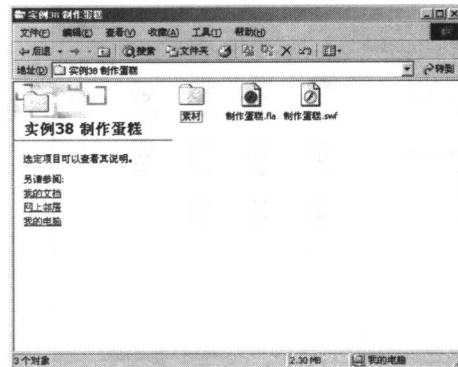 实例38 制作蛋糕
文件(F) 编辑(E) 查看(V) 收藏(A) 工具(T) 帮助(H)
后退 搜索 文件夹
地址(D) 实例38 制作蛋糕 转到
素材 制作蛋糕.fla 制作蛋糕.swf
实例38 制作蛋糕
选定项目可以查看其说明。
另请参阅:
我的文档
网上邻居
我的电脑
3 个对象 2.30 MB 我的电脑